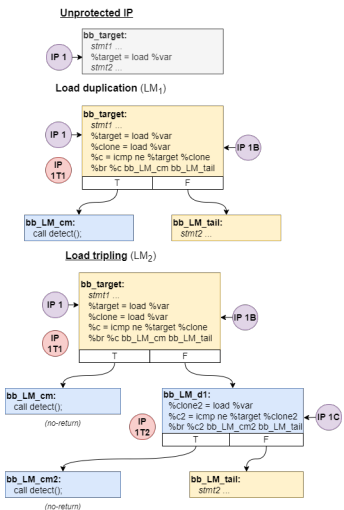 Unprotected IP
bb_target:
stmt1 ...
IP 1
%target = load %var
stmt2 ...
Load duplication (LM1)
bb_target:
stmt1 ...
IP 1
%target = load %var
%clone = load %var
IP 1B
%c = icmp ne %target %clone
%br %c bb_LM_cm bb_LM_tail
IP
1T1
T
F
bb_LM_cm:
call detect();
bb_LM_tail:
stmt2 ...
Load tripling (LM2)
bb_target:
stmt1 ...
IP 1
%target = load %var
%clone = load %var
IP 1B
%c = icmp ne %target %clone
%br %c bb_LM_cm bb_LM_tail
IP
1T1
T
F
bb_LM_cm:
call detect();
(no-return)
bb_LM_d1:
%clone2 = load %var
%c2 = icmp ne %target %clone2
IP 1C
%br %c2 bb_LM_cm2 bb_LM_tail
IP
1T2
T
F
bb_LM_cm2:
call detect();
(no-return)
bb_LM_tail:
stmt2 ...